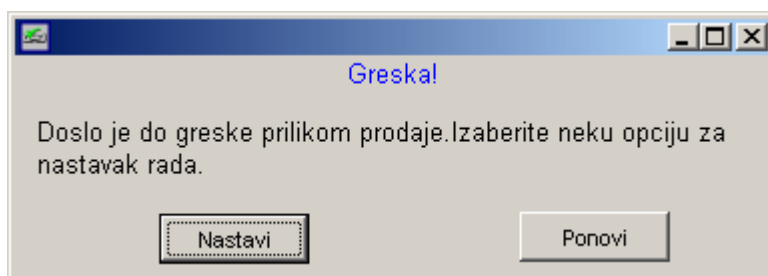 Greska!
Doslo je do greske prilikom prodaje.Izaberite neku opciju za
nastavak rada.
Nastavi Ponovi